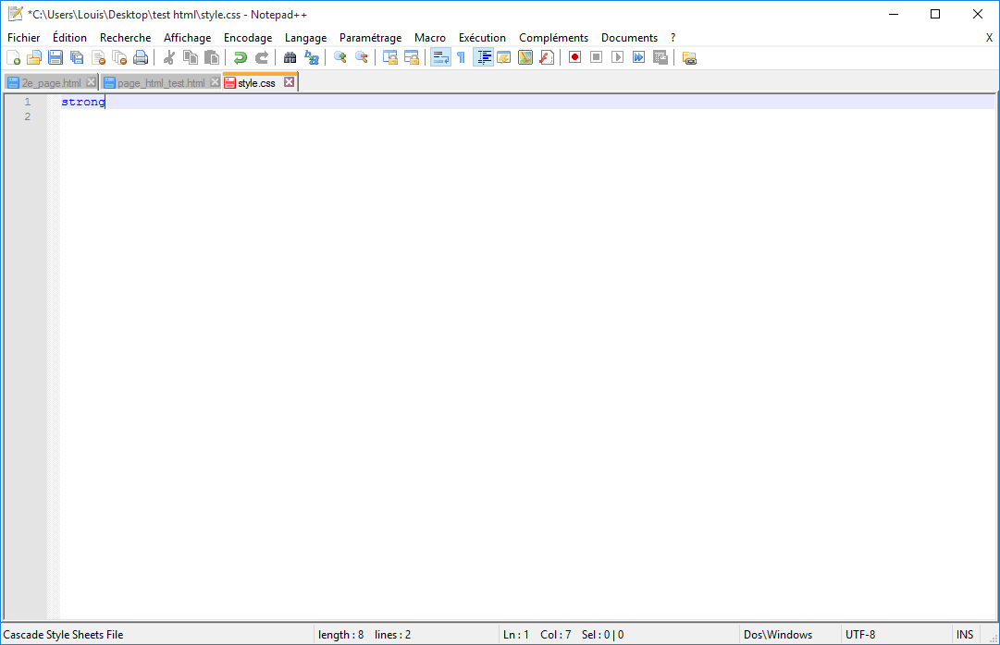 *C:\Users\Louis\Desktop\test html\style.css - Notepad++
Fichier Édition Recherche Affichage Encodage Langage Paramétrage Macro Exécution Compléments Documents ? X
2e_page.html page_html_test.html style.css
1 strong
2
Cascade Style Sheets File length : 8 lines : 2 Ln : 1 Col : 7 Sel : 0 | 0 Dos\Windows UTF-8 INS